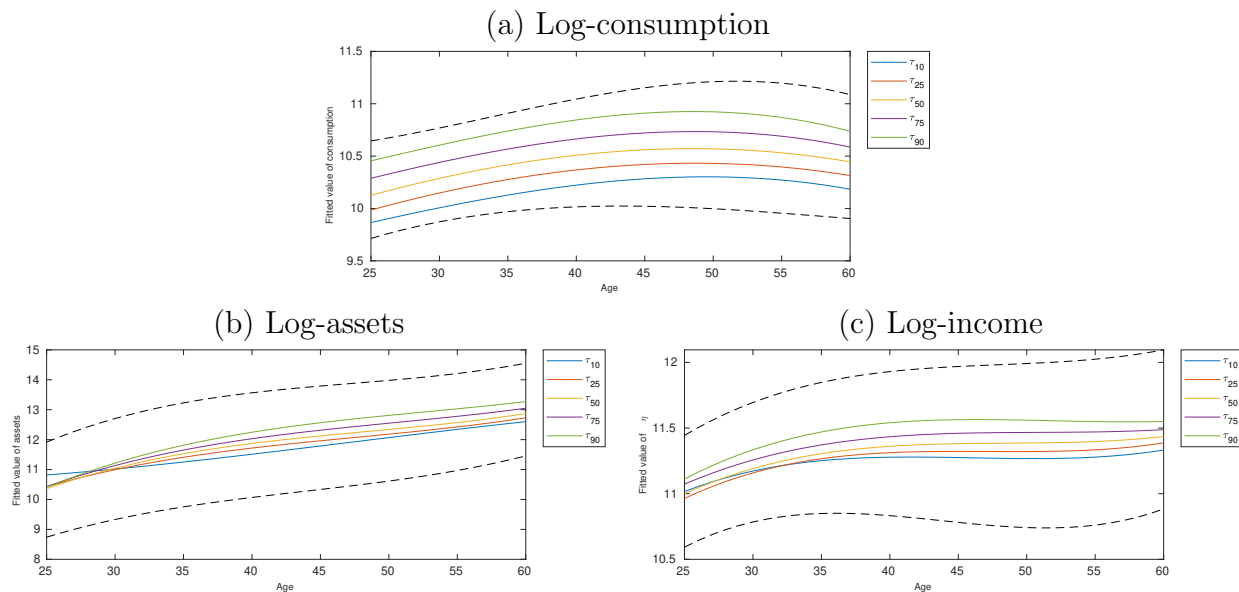 (a) Log-consumption
11.5
11
10.5
10
9.5
Fitted value of consumption
25 30 35 40 45 50 55 60
Age
τ10
τ25
τ50
τ75
τ90
(b) Log-assets
15
14
13
12
11
10
9
8
Fitted value of assets
25 30 35 40 45 50 55 60
Age
τ10
τ25
τ50
τ75
τ90
(c) Log-income
12
11.5
11
10.5
Fitted value of η
25 30 35 40 45 50 55 60
Age
τ10
τ25
τ50
τ75
τ90